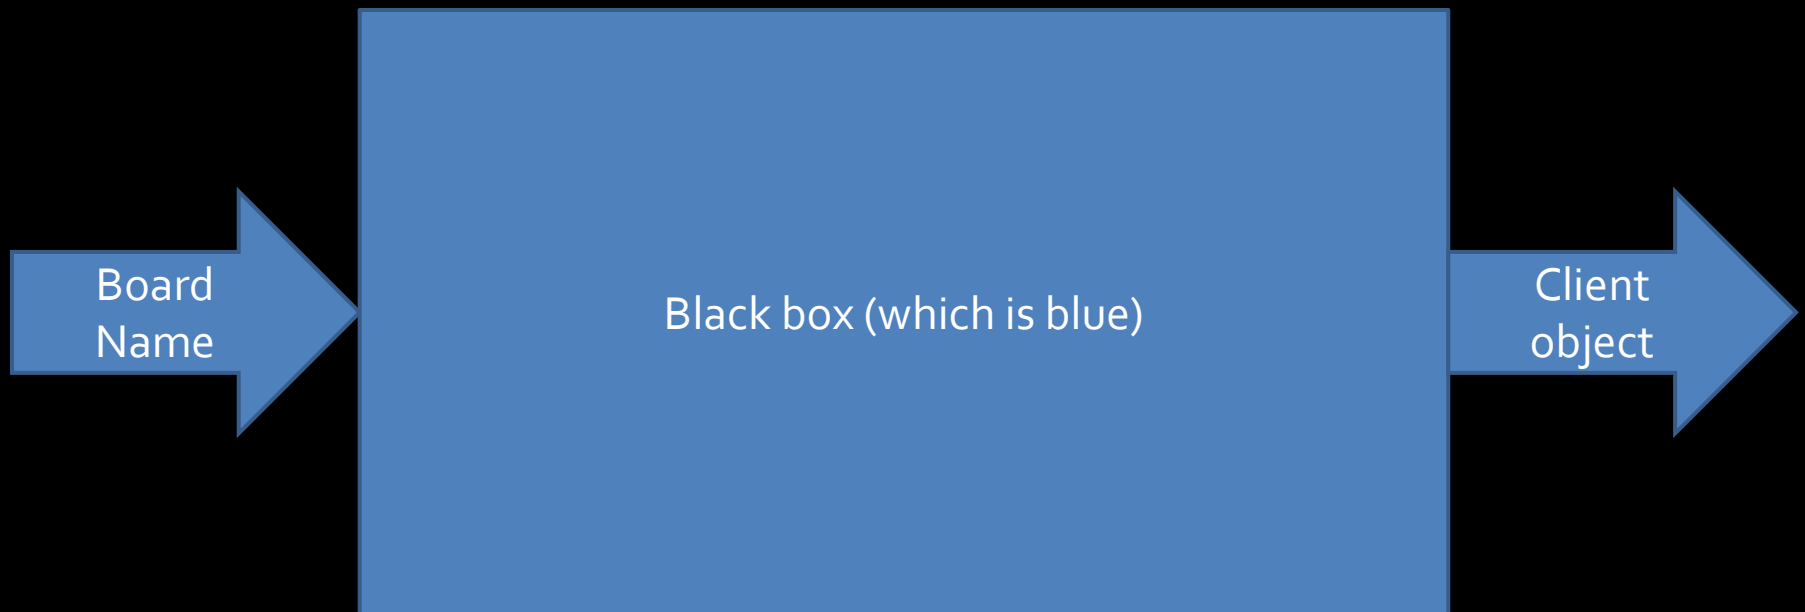 Board
Name
Black box (which is blue)
Client
object